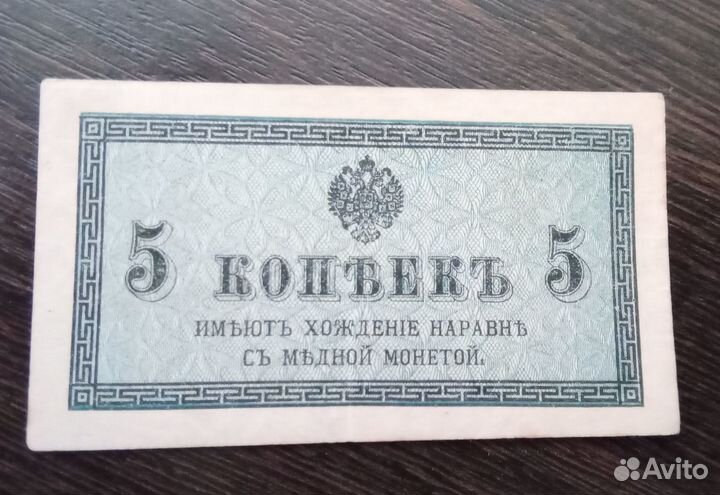 5 КОПѢЕКЪ 5
ИМѢЮТЪ ХОЖДЕНІЕ НАРАВНѢ
СЪ МѢДНОЙ МОНЕТОЙ.
Avito